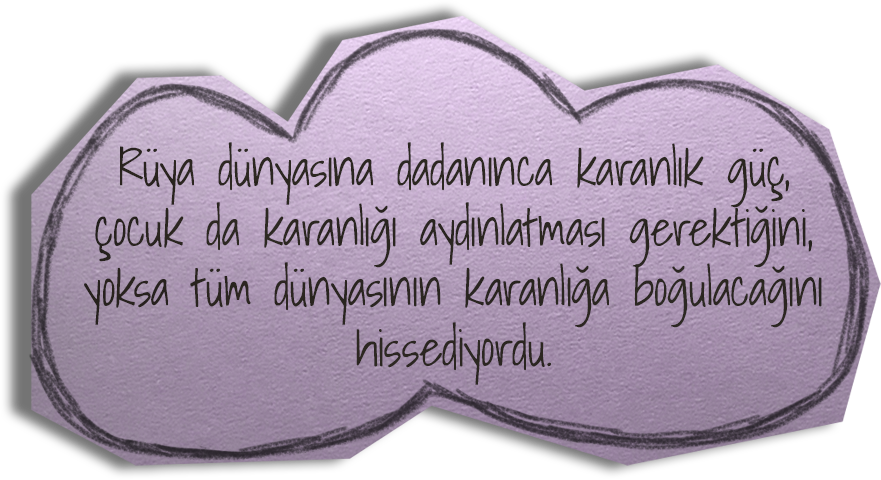 Rüya dünyasına dadanınca karanlık güç,
çocuk da karanlığı aydınlatması gerektiğini,
yoksa tüm dünyasının karanlığa boğulacağını
hissediyordu.